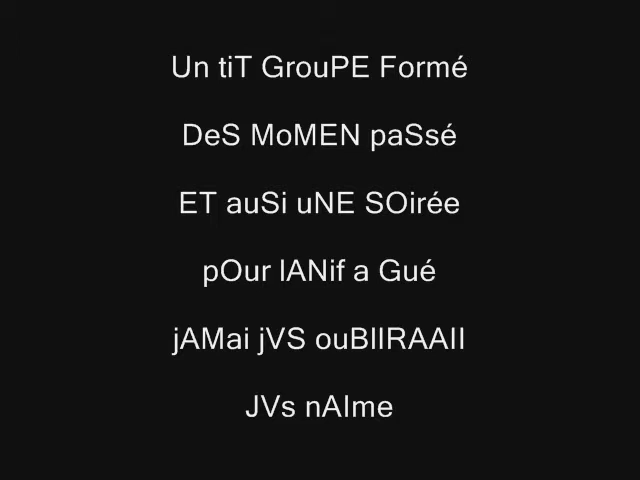 Un tiT GrouPE Formé
DeS MoMEN paSsé
ET auSi uNE SOirée
pOur lANif a Gué
jAMai jVS ouBlIRAAIl
JVs nAIme